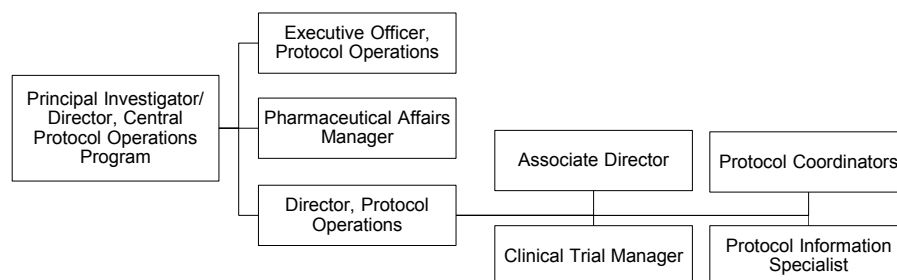 Executive Officer,
Protocol Operations
Principal Investigator/
Director, Central
Protocol Operations
Program
Pharmaceutical Affairs
Manager
Director, Protocol
Operations
Associate Director
Protocol Coordinators
Clinical Trial Manager
Protocol Information
Specialist